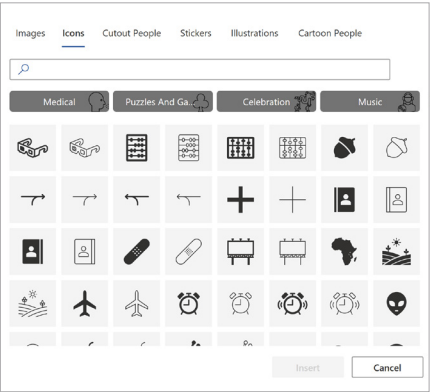 Images Icons Cutout People Stickers Illustrations Cartoon People
Medical Puzzles And Ga... Celebration Music
Insert Cancel